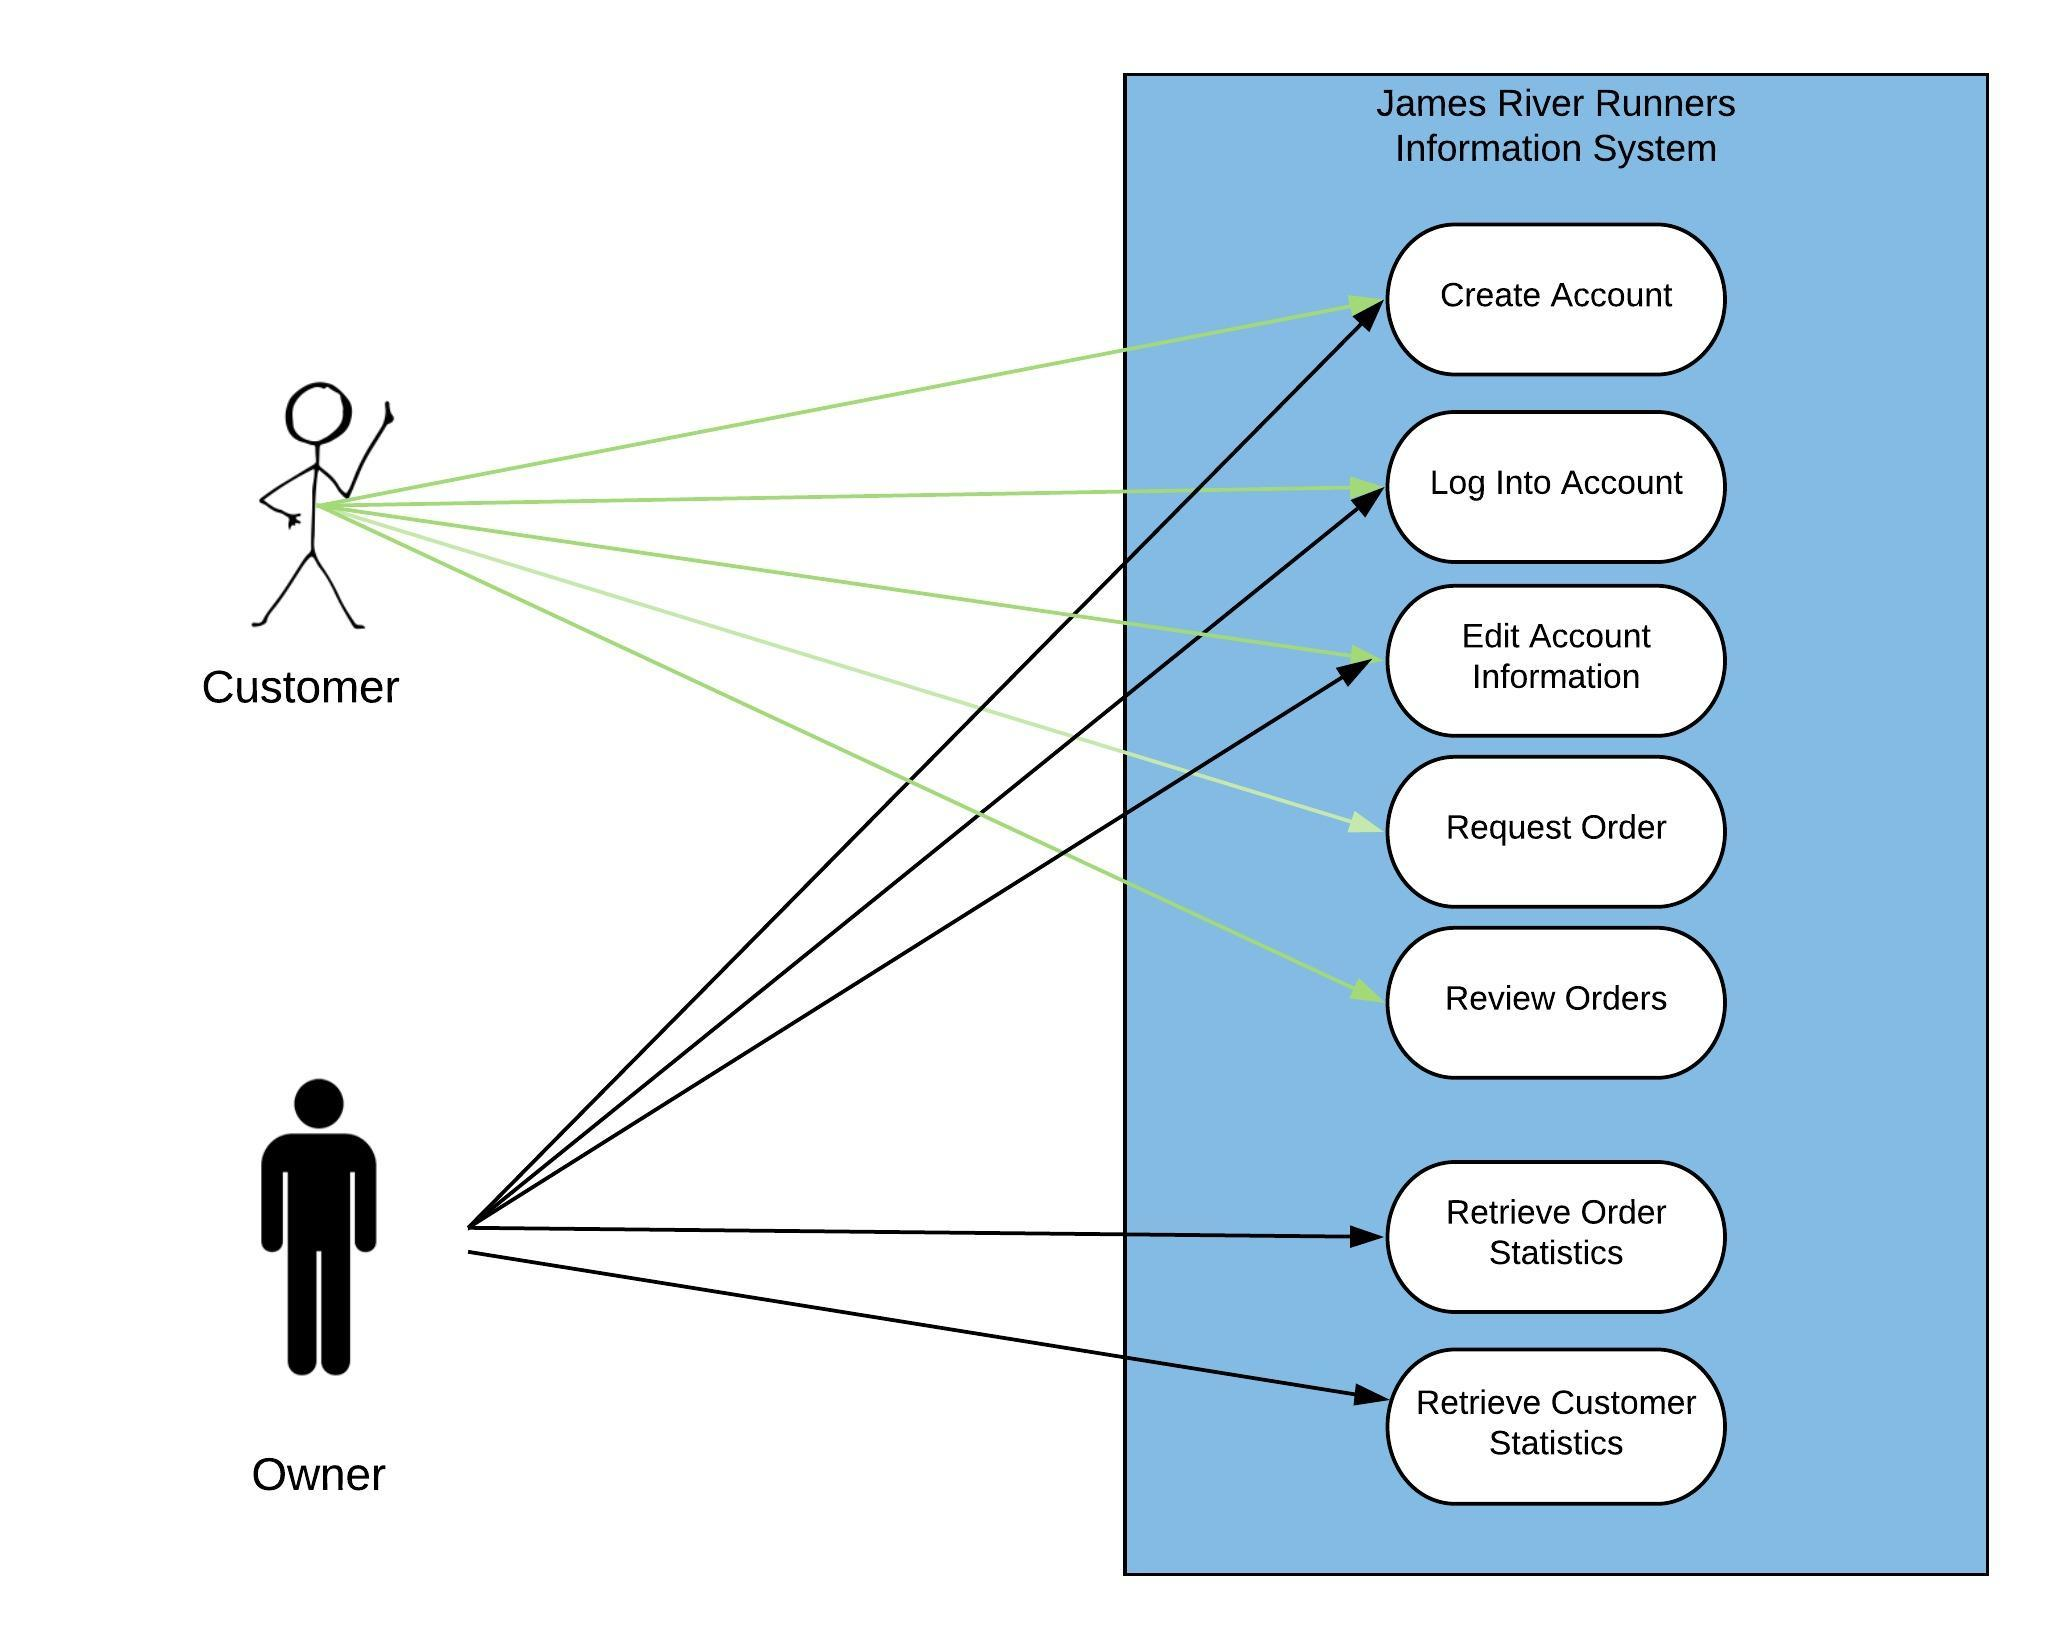 James River Runners
Information System
Create Account
Log Into Account
Edit Account
Information
Customer
Request Order
Review Orders
Retrieve Order
Statistics
Retrieve Customer
Statistics
Owner